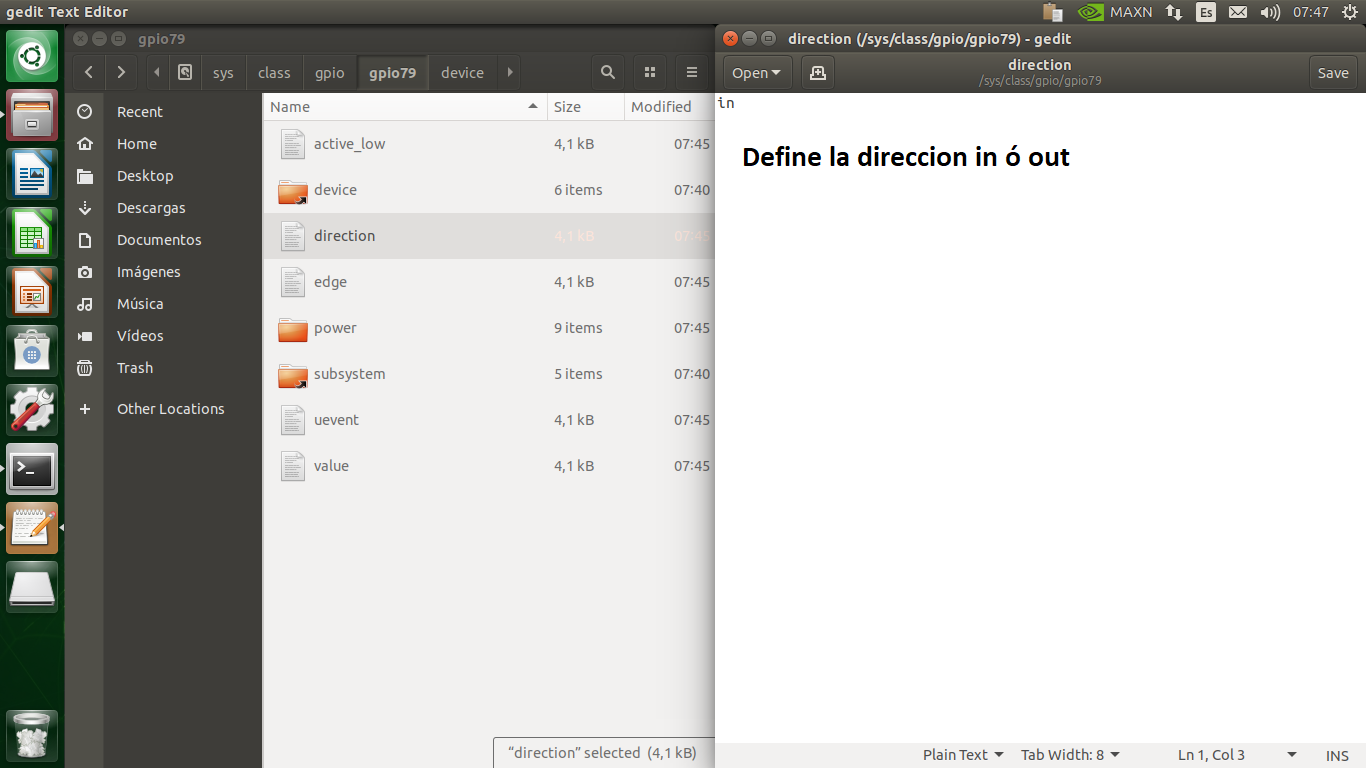 gedit Text Editor
MAXN
Es
07:47
gpio79
sys
class
gpio
gpio79
device
Recent
Home
Desktop
Descargas
Documentos
Imágenes
Música
Vídeos
Trash
Other Locations
Name Size Modified
active_low 4,1 kB 07:45
device 6 items 07:40
direction 4,1 kB 07:45
edge 4,1 kB 07:45
power 9 items 07:45
subsystem 5 items 07:40
uevent 4,1 kB 07:45
value 4,1 kB 07:45
“direction” selected (4,1 kB)
direction (/sys/class/gpio/gpio79) - gedit
Open
direction
/sys/class/gpio/gpio79
Save
in
Define la direccion in ó out
Plain Text Tab Width: 8 Ln 1, Col 3 INS